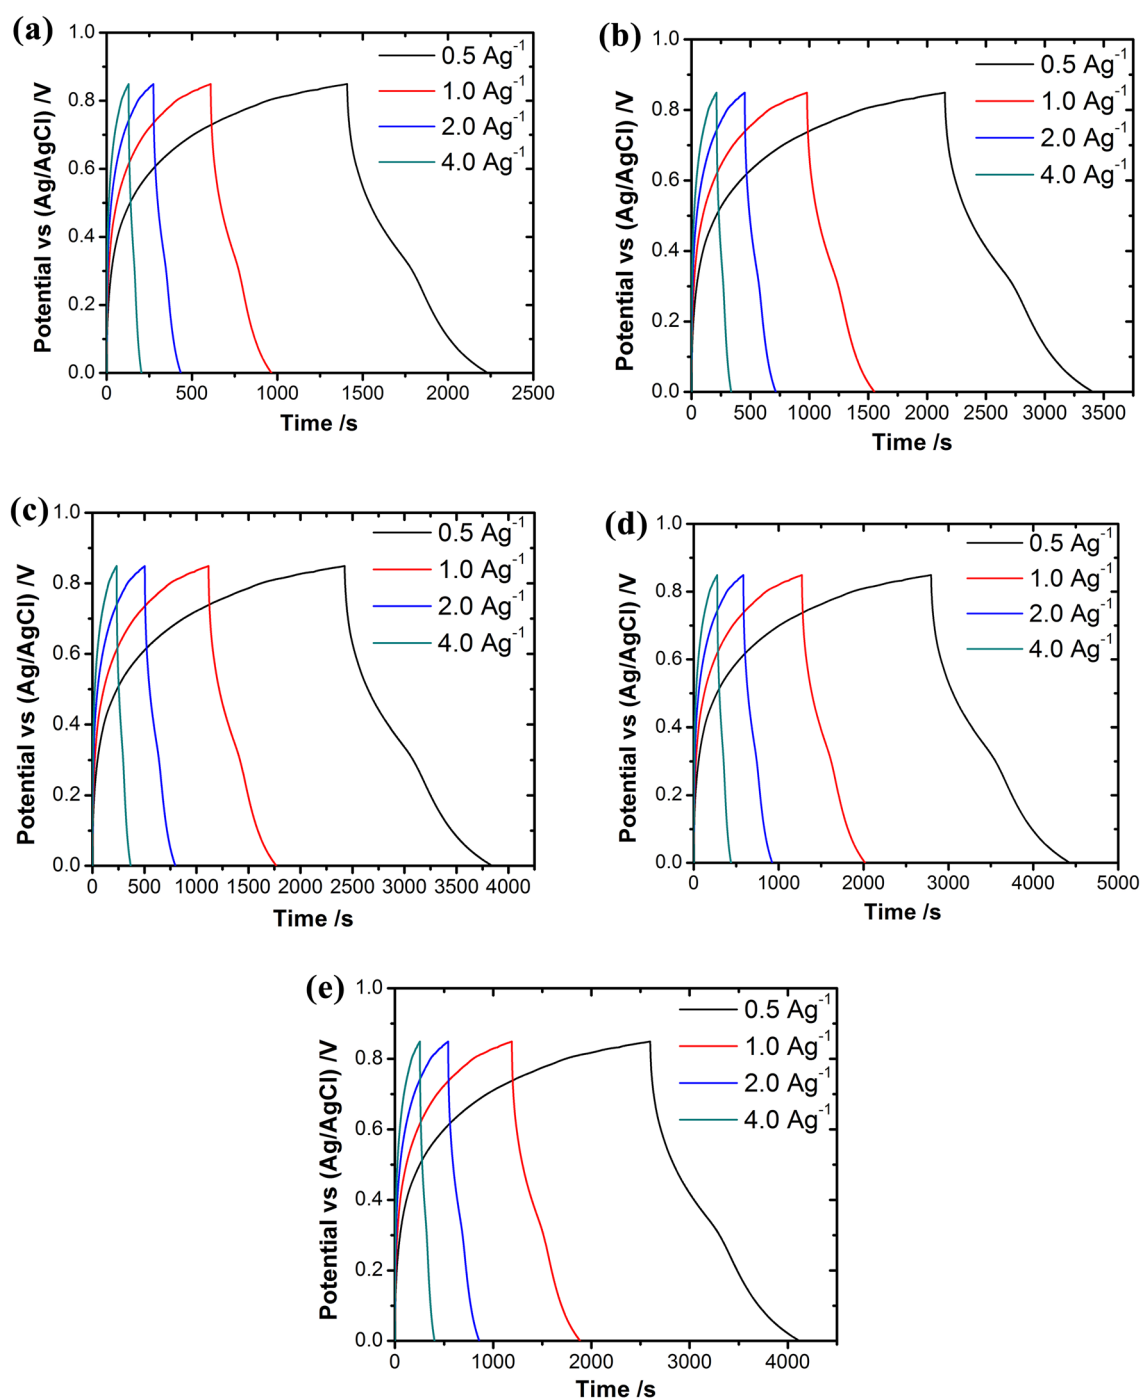 (a)
1.0
0.8
0.6
0.4
0.2
0.0
Potential vs (Ag/AgCl) /V
0.5 Ag⁻¹
1.0 Ag⁻¹
2.0 Ag⁻¹
4.0 Ag⁻¹
0 500 1000 1500 2000 2500
Time /s
(b)
1.0
0.8
0.6
0.4
0.2
0.0
Potential vs (Ag/AgCl) /V
0.5 Ag⁻¹
1.0 Ag⁻¹
2.0 Ag⁻¹
4.0 Ag⁻¹
0 500 1000 1500 2000 2500 3000 3500
Time /s
(c)
1.0
0.8
0.6
0.4
0.2
0.0
Potential vs (Ag/AgCl) /V
0.5 Ag⁻¹
1.0 Ag⁻¹
2.0 Ag⁻¹
4.0 Ag⁻¹
0 500 1000 1500 2000 2500 3000 3500 4000
Time /s
(d)
1.0
0.8
0.6
0.4
0.2
0.0
Potential vs (Ag/AgCl) /V
0.5 Ag⁻¹
1.0 Ag⁻¹
2.0 Ag⁻¹
4.0 Ag⁻¹
0 1000 2000 3000 4000 5000
Time /s
(e)
1.0
0.8
0.6
0.4
0.2
0.0
Potential vs (Ag/AgCl) /V
0.5 Ag⁻¹
1.0 Ag⁻¹
2.0 Ag⁻¹
4.0 Ag⁻¹
0 1000 2000 3000 4000
Time /s